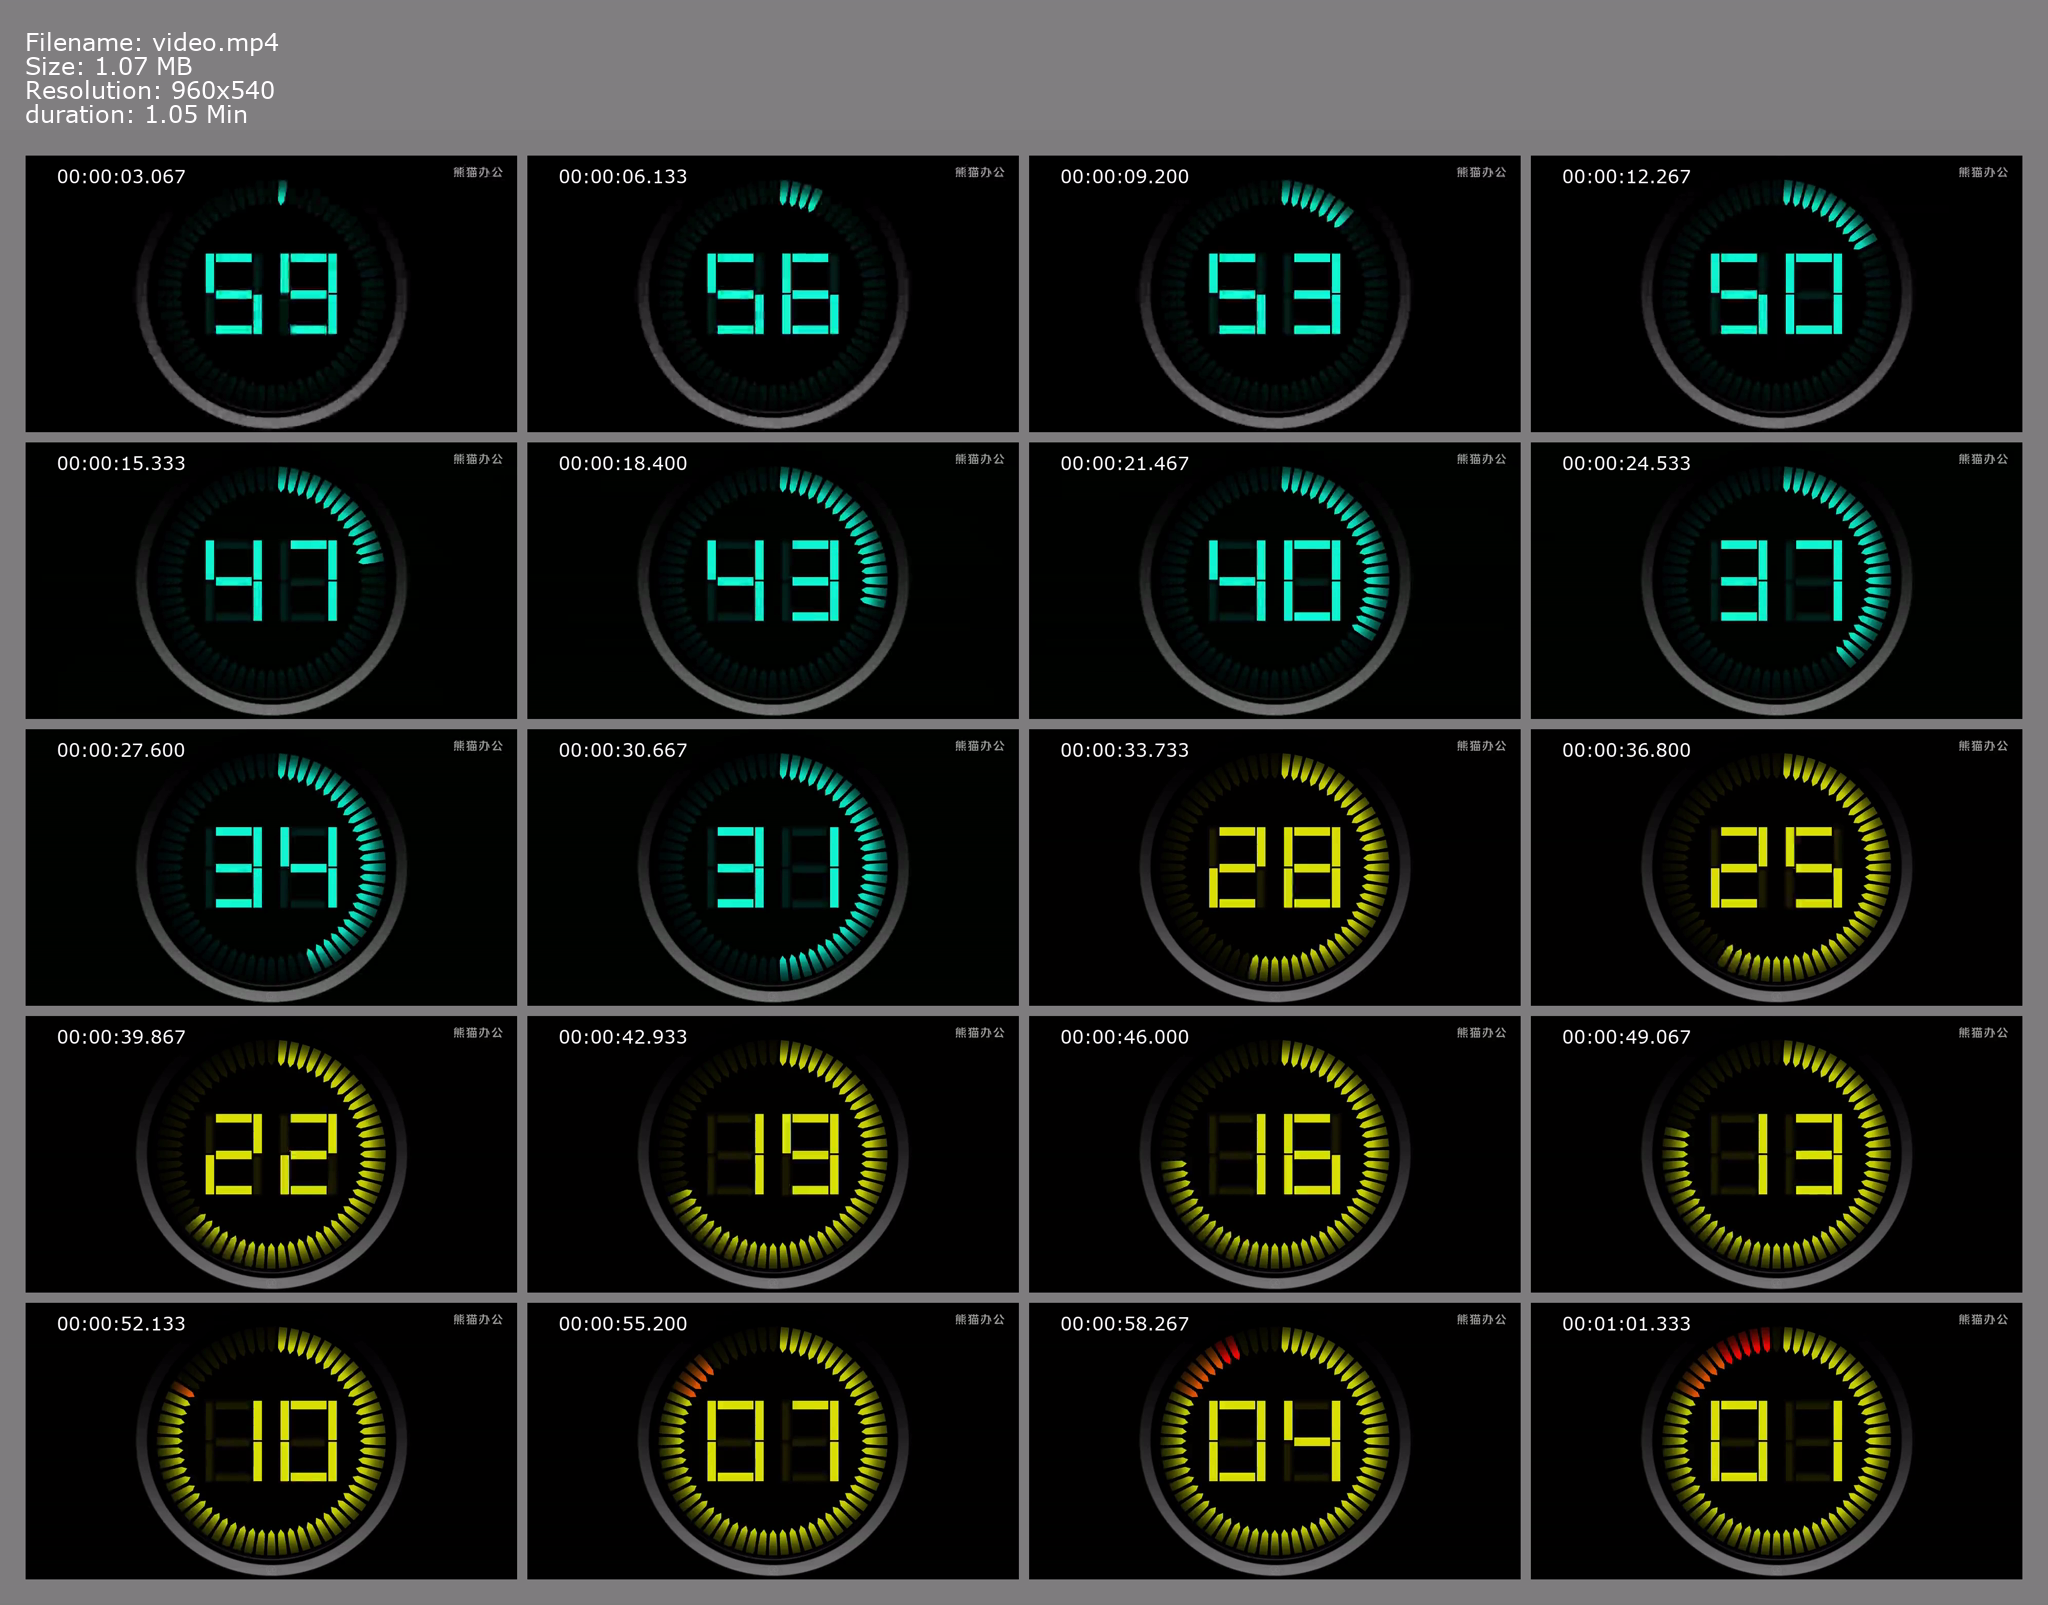 Filename: video.mp4
Size: 1.07 MB
Resolution: 960x540
duration: 1.05 Min
00:00:03.067 熊猫办公
59
00:00:06.133 熊猫办公
56
00:00:09.200 熊猫办公
53
00:00:12.267 熊猫办公
50
00:00:15.333 熊猫办公
47
00:00:18.400 熊猫办公
43
00:00:21.467 熊猫办公
40
00:00:24.533 熊猫办公
37
00:00:27.600 熊猫办公
34
00:00:30.667 熊猫办公
31
00:00:33.733 熊猫办公
28
00:00:36.800 熊猫办公
25
00:00:39.867 熊猫办公
22
00:00:42.933 熊猫办公
19
00:00:46.000 熊猫办公
16
00:00:49.067 熊猫办公
13
00:00:52.133 熊猫办公
10
00:00:55.200 熊猫办公
07
00:00:58.267 熊猫办公
04
00:01:01.333 熊猫办公
01